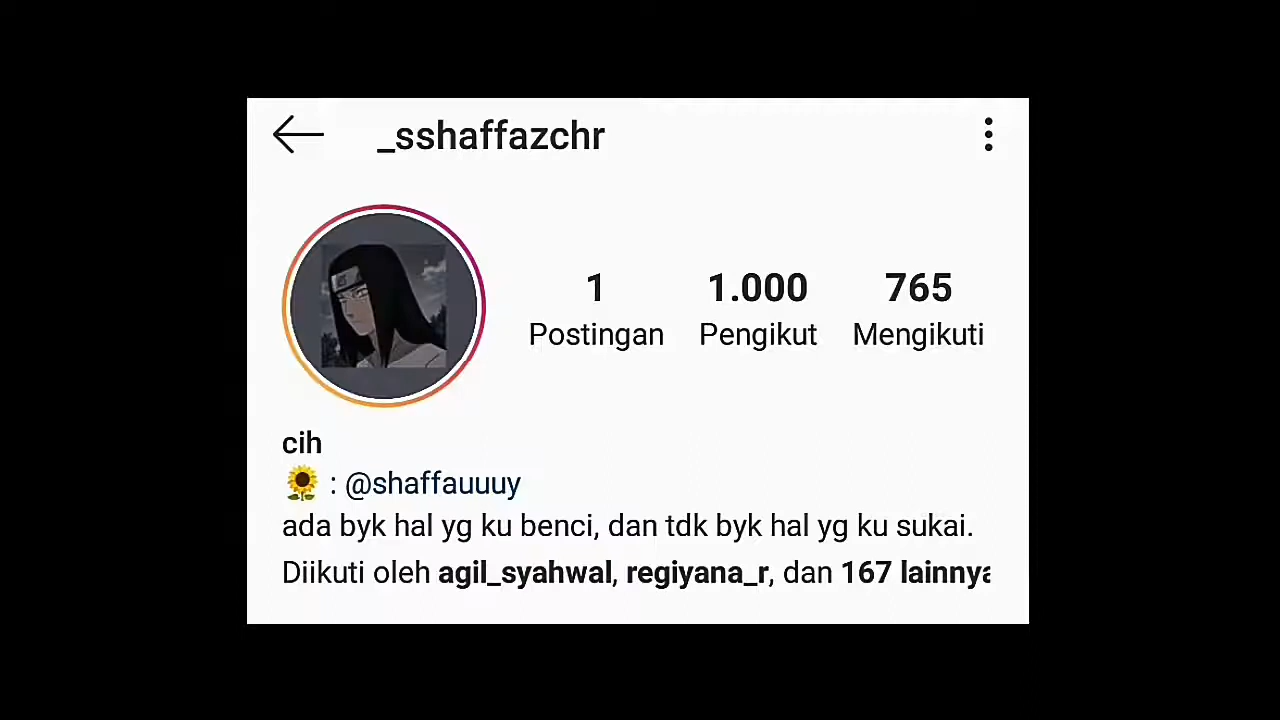 _sshaffazchr
1 1.000 765
Postingan Pengikut Mengikuti
cih
🌻 : @shaffauuuy
ada byk hal yg ku benci, dan tdk byk hal yg ku sukai.
Diikuti oleh agil_syahwal, regiyana_r, dan 167 lainnya